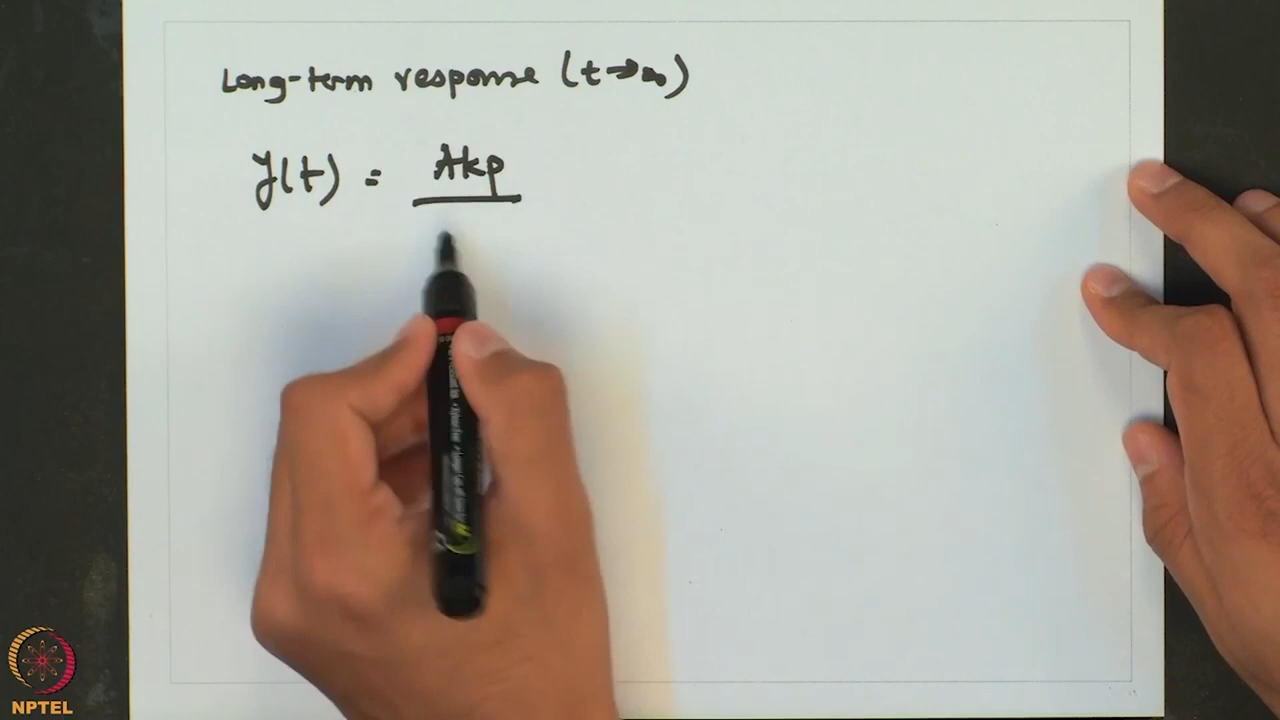 Long-term response (t→∞)
y(t) = Akp
NPTEL